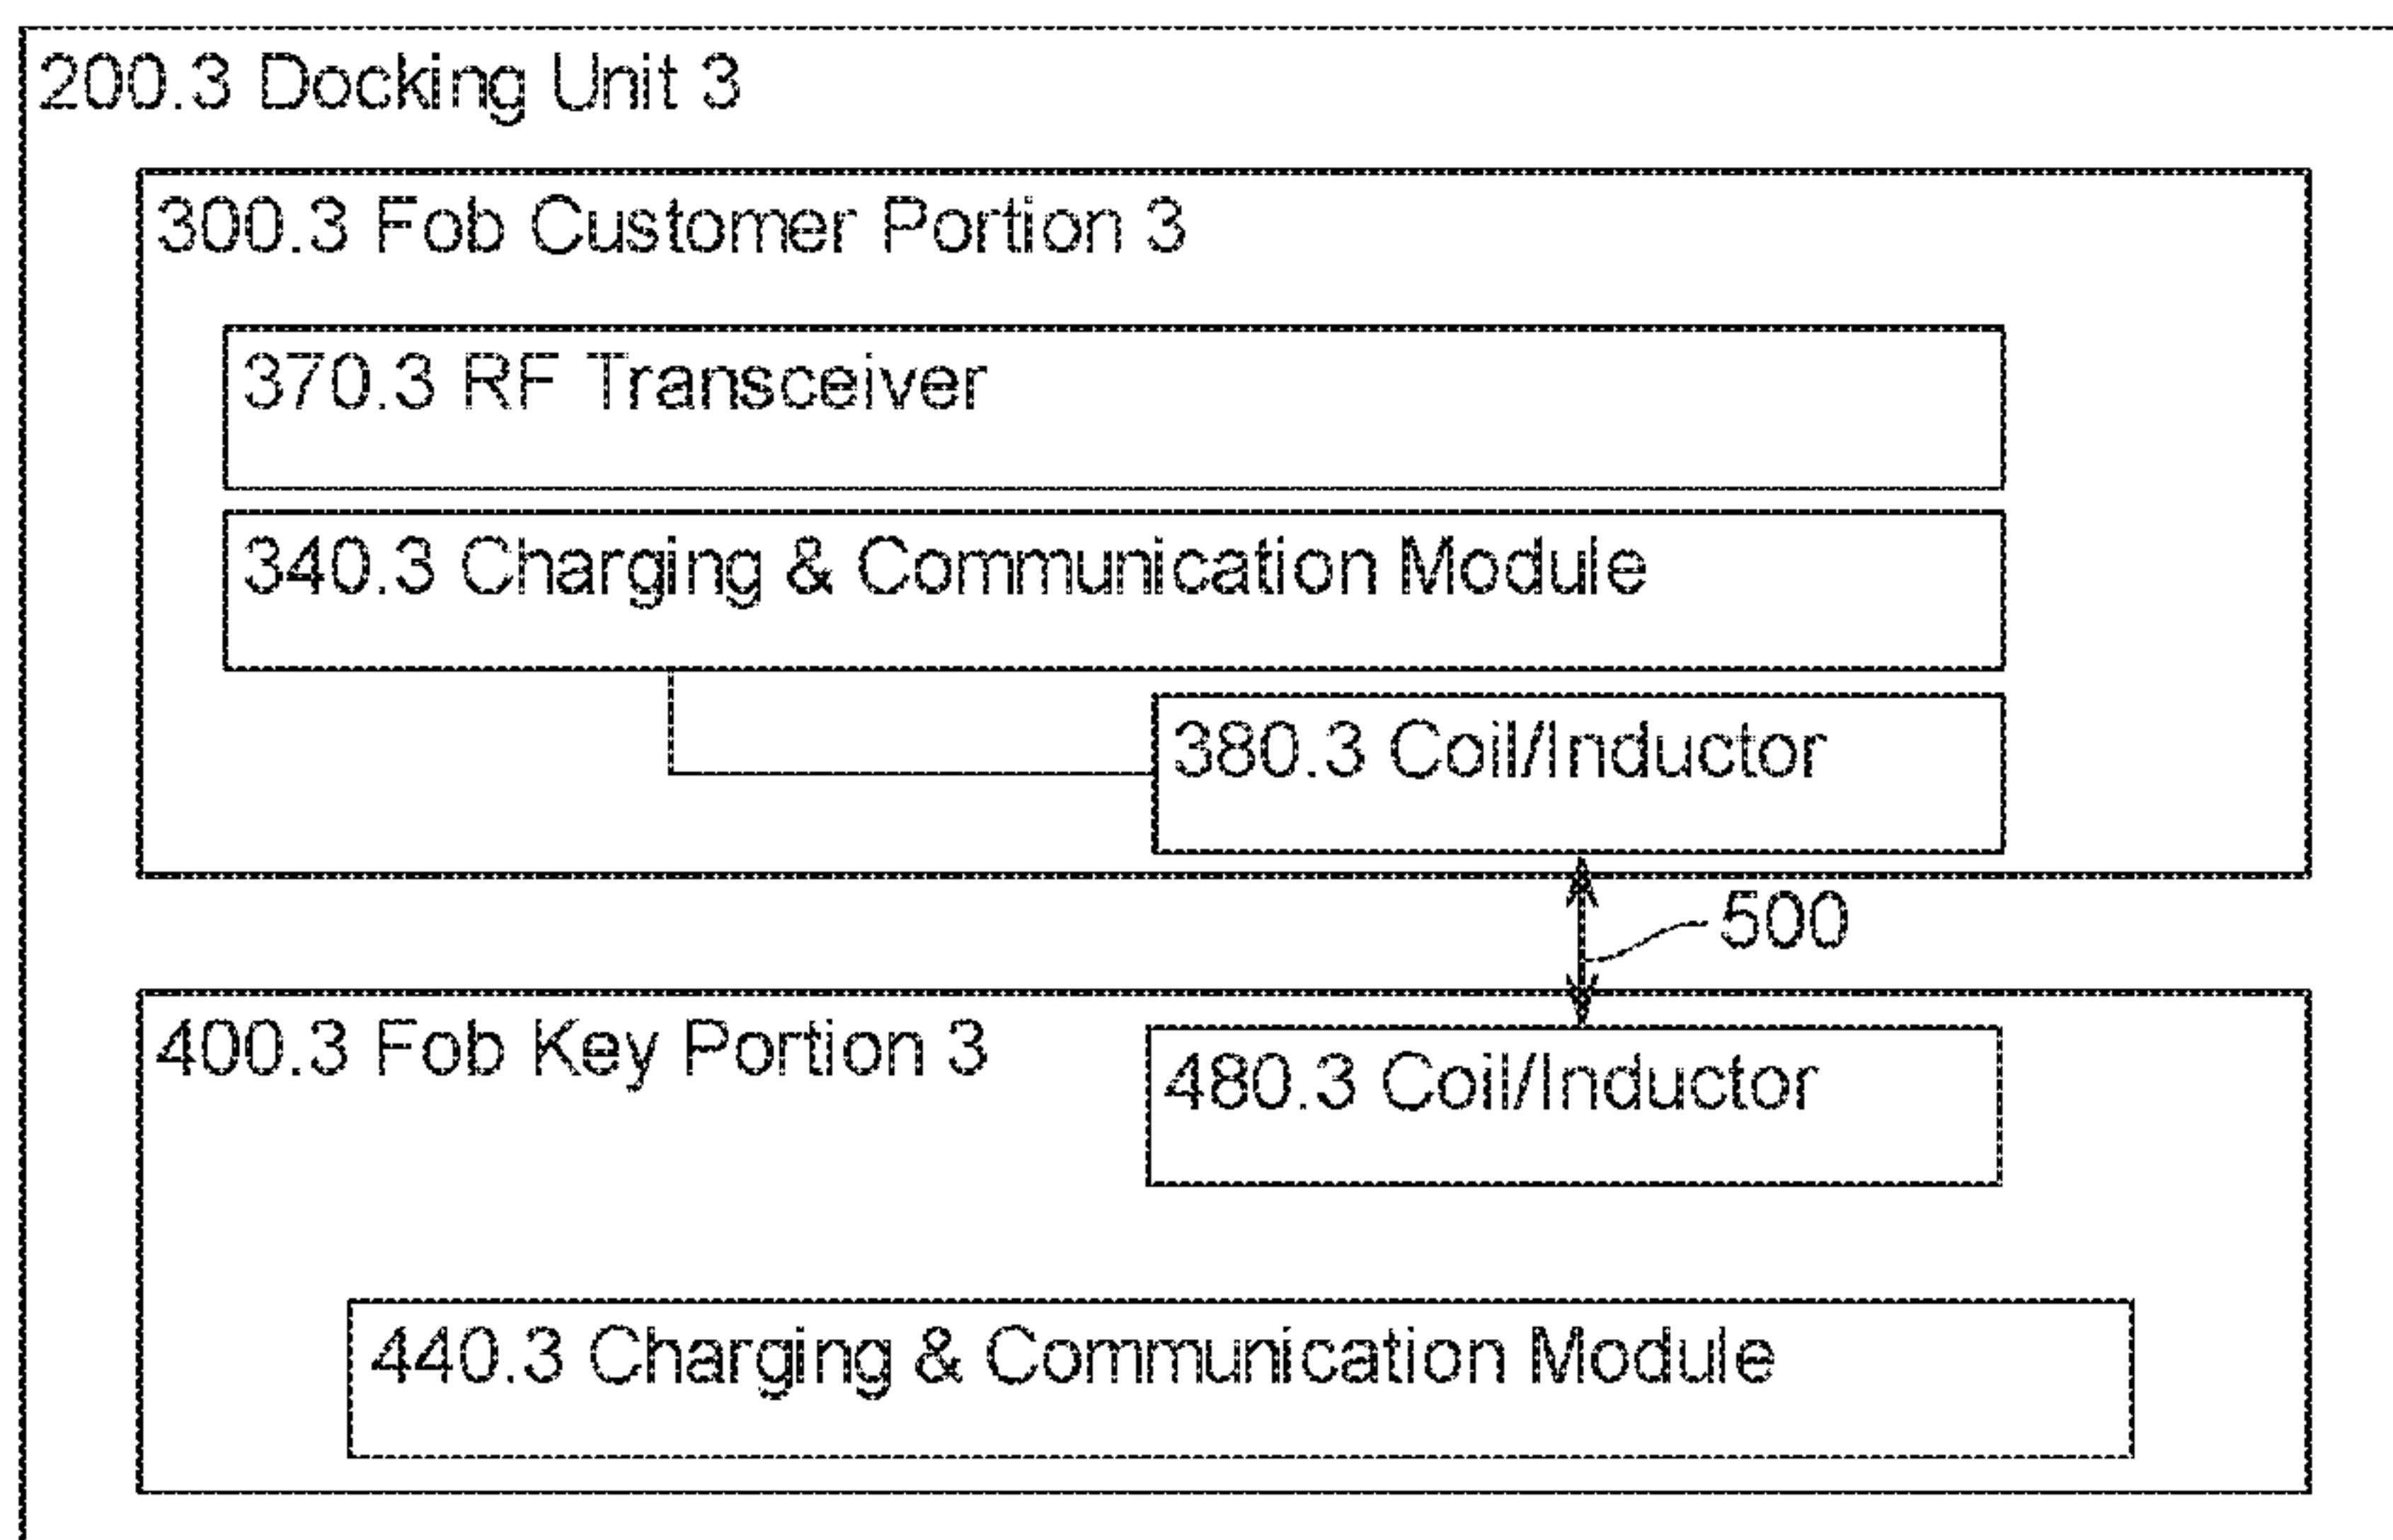 200.3 Docking Unit 3
300.3 Fob Customer Portion 3
370.3 RF Transceiver
340.3 Charging & Communication Module
380.3 Coil/Inductor
500
400.3 Fob Key Portion 3
480.3 Coil/Inductor
440.3 Charging & Communication Module